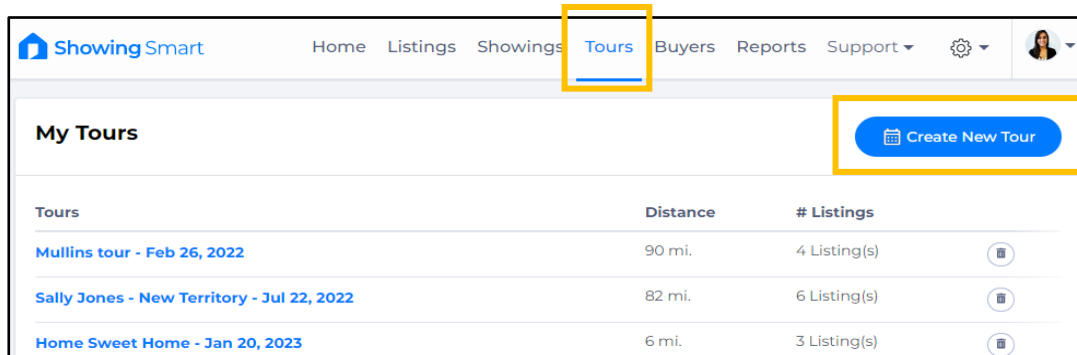 Showing Smart Home Listings Showings Tours Buyers Reports Support
My Tours Create New Tour
Tours Distance # Listings
Mullins tour - Feb 26, 2022 90 mi. 4 Listing(s)
Sally Jones - New Territory - Jul 22, 2022 82 mi. 6 Listing(s)
Home Sweet Home - Jan 20, 2023 6 mi. 3 Listing(s)